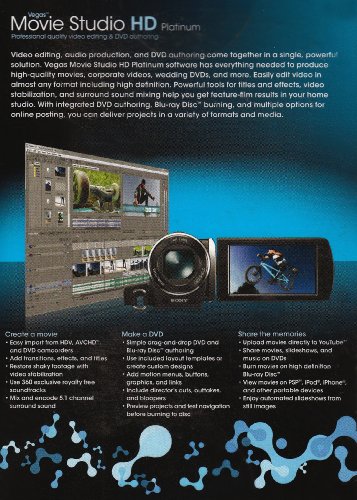 Vegas™
Movie Studio HD Platinum
Professional quality video editing & DVD authoring
Video editing, audio production, and DVD authoring come together in a single, powerful
solution. Vegas Movie Studio HD Platinum software has everything needed to produce
high-quality movies, corporate videos, wedding DVDs, and more. Easily edit video in
almost any format including high definition. Powerful tools for titles and effects, video
stabilization, and surround sound mixing help you get feature-film results in your home
studio. With integrated DVD authoring, Blu-ray Disc™ burning, and multiple options for
online posting, you can deliver projects in a variety of formats and media.
SONY
Create a movie
• Easy import from HDV, AVCHD™,
and DVD camcorders
• Add transitions, effects, and titles
• Restore shaky footage with
video stabilization
• Use 360 exclusive royalty free
soundtracks
• Mix and encode 5.1 channel
surround sound
Make a DVD
• Simple drag-and-drop DVD and
Blu-ray Disc™ authoring
• Use included layout templates or
create custom designs
• Add motion menus, buttons,
graphics, and links
• Include director's cuts, outtakes,
and bloopers
• Preview projects and test navigation
before burning to disc
Share the memories
• Upload movies directly to YouTube™
• Share movies, slideshows, and
music on DVDs
• Burn movies on high definition
Blu-ray Disc™
• View movies on PSP®, iPod®, iPhone®,
and other portable devices
• Enjoy automated slideshows from
still images